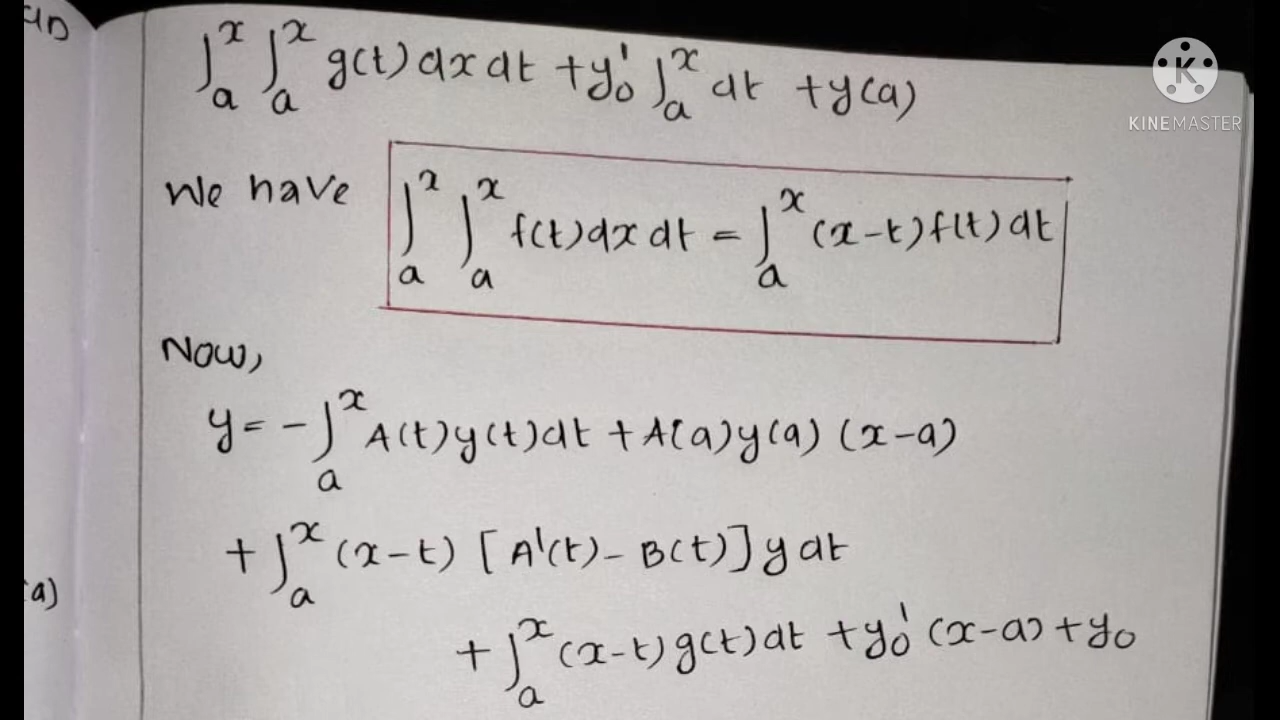 ∫ₐˣ ∫ₐˣ g(t) dx dt + y₀' ∫ₐˣ dt + y(a)
KINEMASTER
We have ∫ₐˣ ∫ₐˣ f(t) dx dt = ∫ₐˣ (x-t) f(t) dt
Now,
y = - ∫ₐˣ A(t) y(t) dt + A(a) y(a) (x-a)
+ ∫ₐˣ (x-t) [A'(t) - B(t)] y dt
a)
+ ∫ₐˣ (x-t) g(t) dt + y₀' (x-a) + y₀